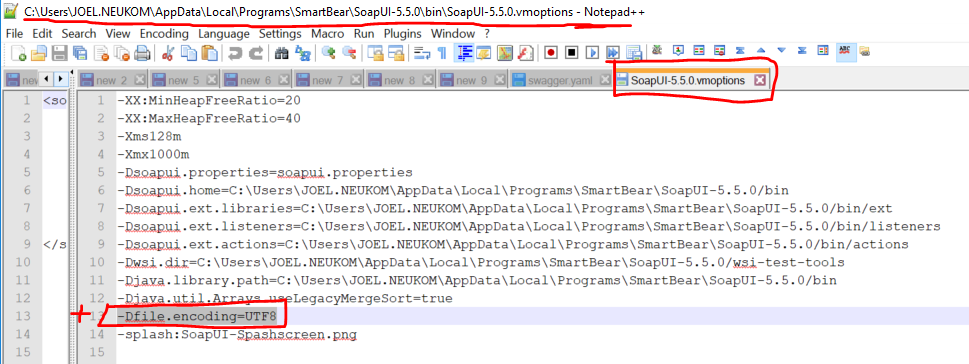 C:\Users\JOEL.NEUKOM\AppData\Local\Programs\SmartBear\SoapUI-5.5.0\bin\SoapUI-5.5.0.vmoptions - Notepad++
File Edit Search View Encoding Language Settings Macro Run Plugins Window ?
new 2 new 5 new 6 new 7 new 8 new 9 swagger.yaml SoapUI-5.5.0.vmoptions
1 <so 1 -XX:MinHeapFreeRatio=20
2 2 -XX:MaxHeapFreeRatio=40
3 3 -Xms128m
4 4 -Xmx1000m
5 5 -Dsoapui.properties=soapui.properties
6 6 -Dsoapui.home=C:\Users\JOEL.NEUKOM\AppData\Local\Programs\SmartBear\SoapUI-5.5.0/bin
7 7 -Dsoapui.ext.libraries=C:\Users\JOEL.NEUKOM\AppData\Local\Programs\SmartBear\SoapUI-5.5.0/bin/ext
8 8 -Dsoapui.ext.listeners=C:\Users\JOEL.NEUKOM\AppData\Local\Programs\SmartBear\SoapUI-5.5.0/bin/listeners
9 </s 9 -Dsoapui.ext.actions=C:\Users\JOEL.NEUKOM\AppData\Local\Programs\SmartBear\SoapUI-5.5.0/bin/actions
10 10 -Dwsi.dir=C:\Users\JOEL.NEUKOM\AppData\Local\Programs\SmartBear\SoapUI-5.5.0/wsi-test-tools
11 11 -Djava.library.path=C:\Users\JOEL.NEUKOM\AppData\Local\Programs\SmartBear\SoapUI-5.5.0/bin
12 12 -Djava.util.Arrays.useLegacyMergeSort=true
13 + 13 -Dfile.encoding=UTF8
14 14 -splash:SoapUI-Spashscreen.png
15 15